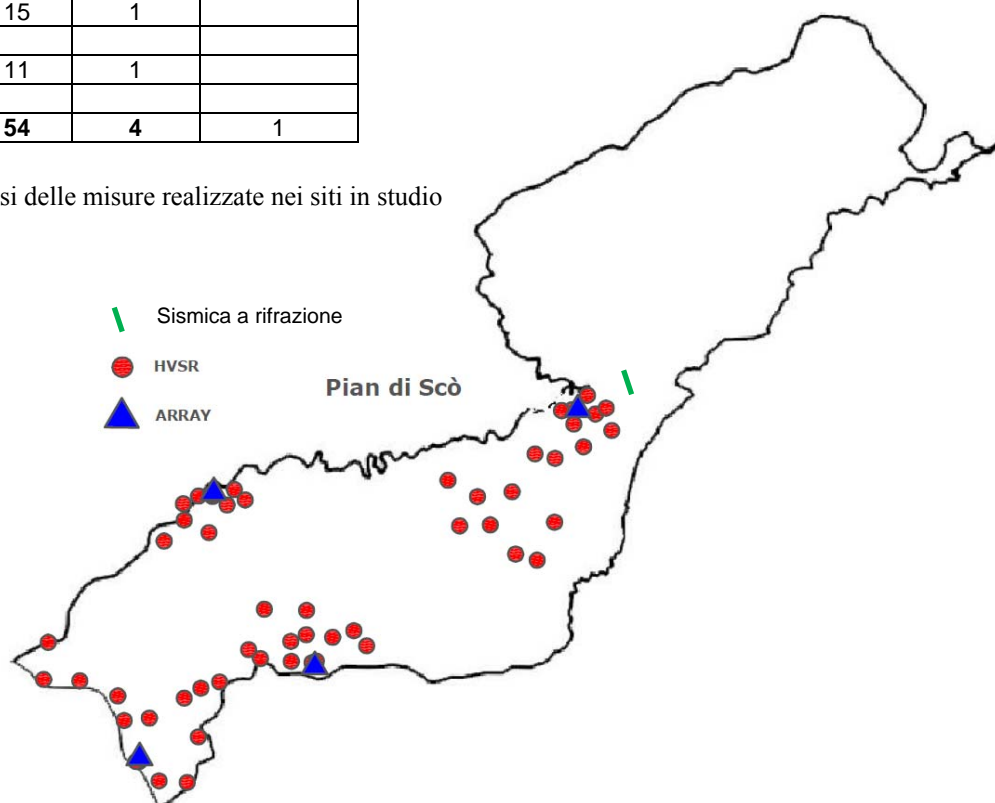 15 1
11 1
54 4 1
si delle misure realizzate nei siti in studio
Sismica a rifrazione
HVSR
Pian di Scò
ARRAY